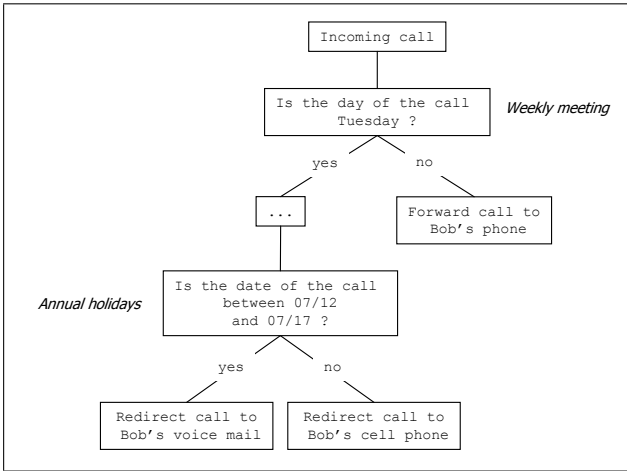 Incoming call
Is the day of the call
Tuesday ?
Weekly meeting
yes
no
...
Forward call to
Bob's phone
Annual holidays
Is the date of the call
between 07/12
and 07/17 ?
yes
no
Redirect call to
Bob's voice mail
Redirect call to
Bob's cell phone